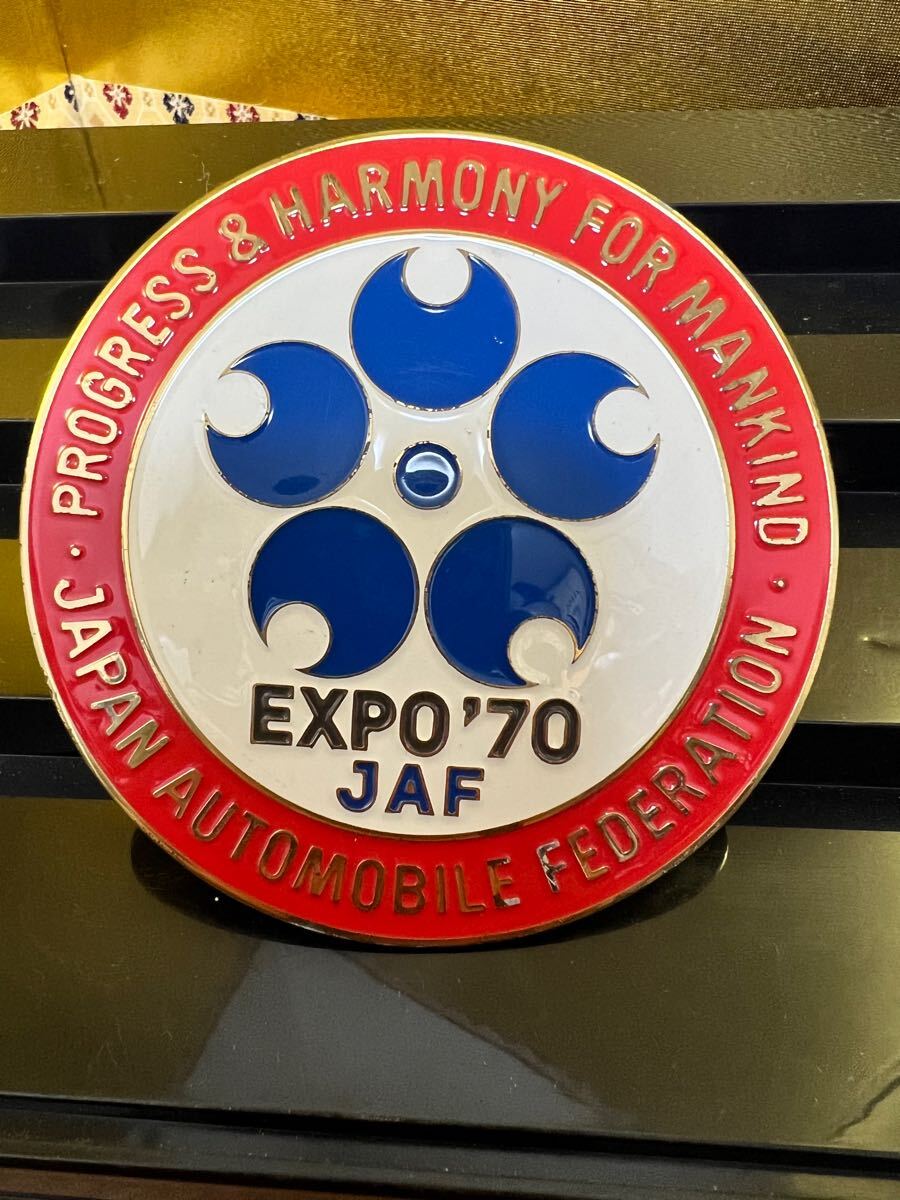 · PROGRESS & HARMONY FOR MANKIND ·
EXPO '70
JAF
JAPAN AUTOMOBILE FEDERATION